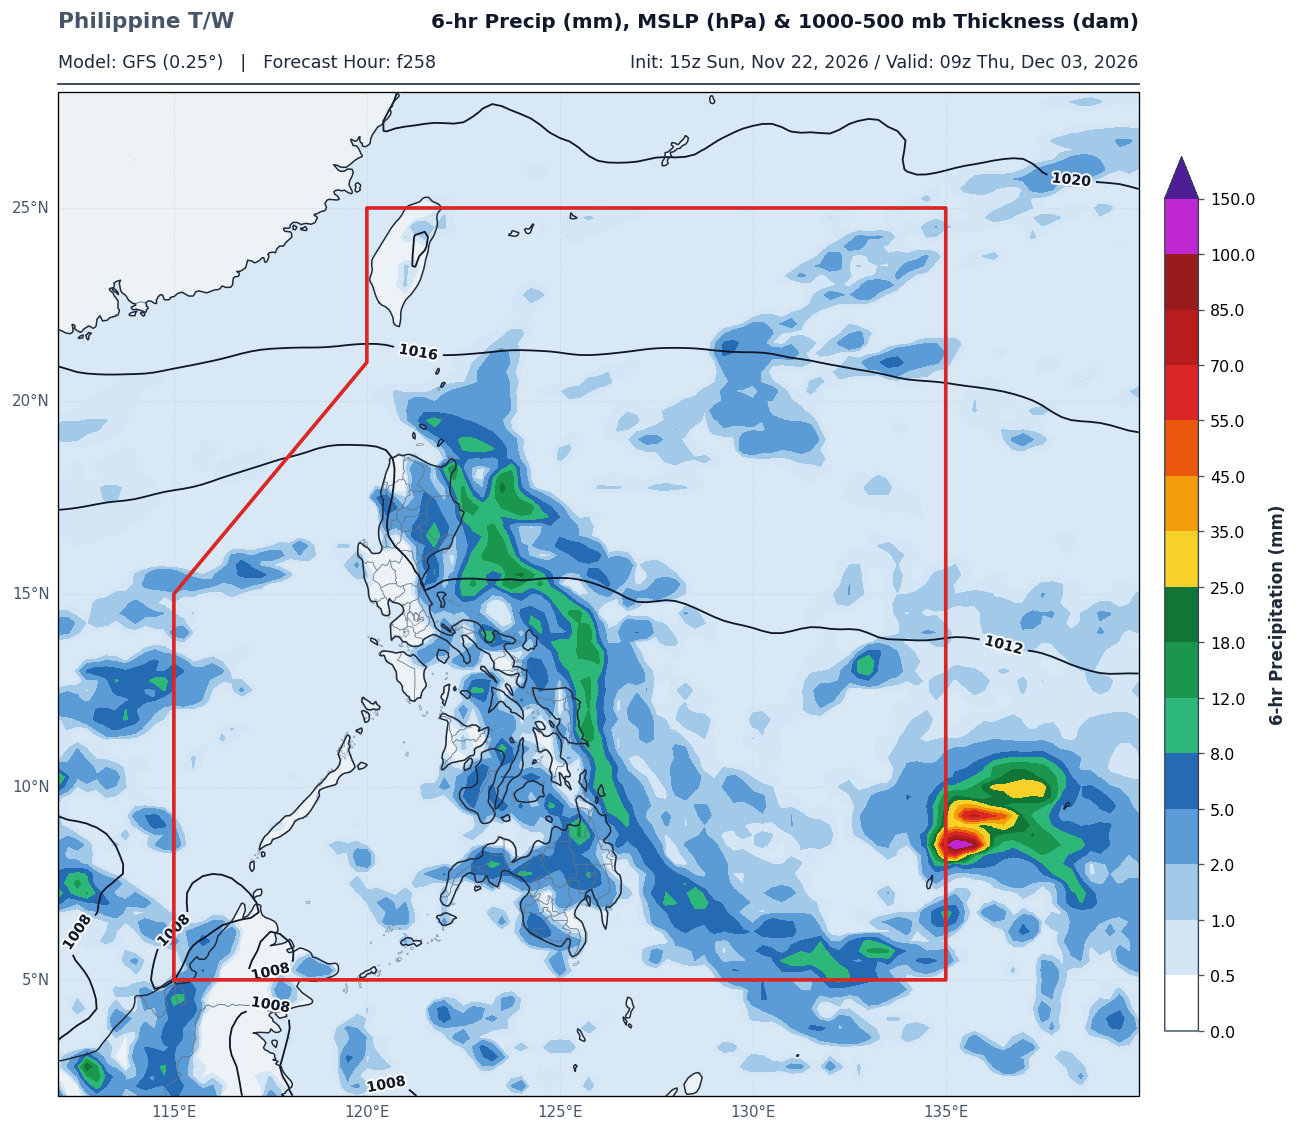 Philippine T/W
6-hr Precip (mm), MSLP (hPa) & 1000-500 mb Thickness (dam)
Model: GFS (0.25°) | Forecast Hour: f258
Init: 15z Sun, Nov 22, 2026 / Valid: 09z Thu, Dec 03, 2026
1020
25°N
1016
20°N
15°N
1012
10°N
1008
1008
1008
5°N
1008
1008
115°E
120°E
125°E
130°E
135°E
150.0
100.0
85.0
70.0
55.0
45.0
35.0
25.0
18.0
12.0
8.0
5.0
2.0
1.0
0.5
0.0
6-hr Precipitation (mm)